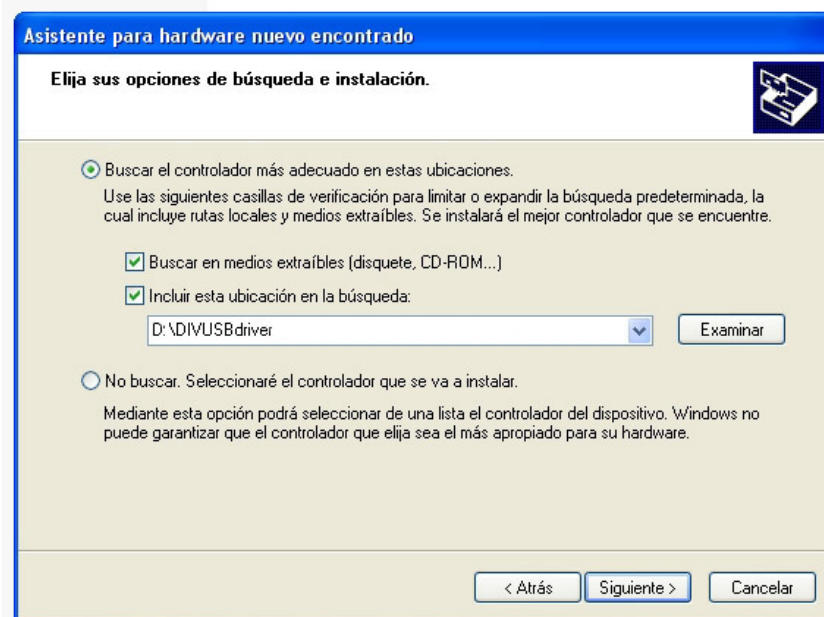 Asistente para hardware nuevo encontrado
Elija sus opciones de búsqueda e instalación.
Buscar el controlador más adecuado en estas ubicaciones.
Use las siguientes casillas de verificación para limitar o expandir la búsqueda predeterminada, la
cual incluye rutas locales y medios extraíbles. Se instalará el mejor controlador que se encuentre.
Buscar en medios extraíbles (disquete, CD-ROM...)
Incluir esta ubicación en la búsqueda:
D:\DIVUSBdriver
Examinar
No buscar. Seleccionaré el controlador que se va a instalar.
Mediante esta opción podrá seleccionar de una lista el controlador del dispositivo. Windows no
puede garantizar que el controlador que elija sea el más apropiado para su hardware.
< Atrás Siguiente > Cancelar